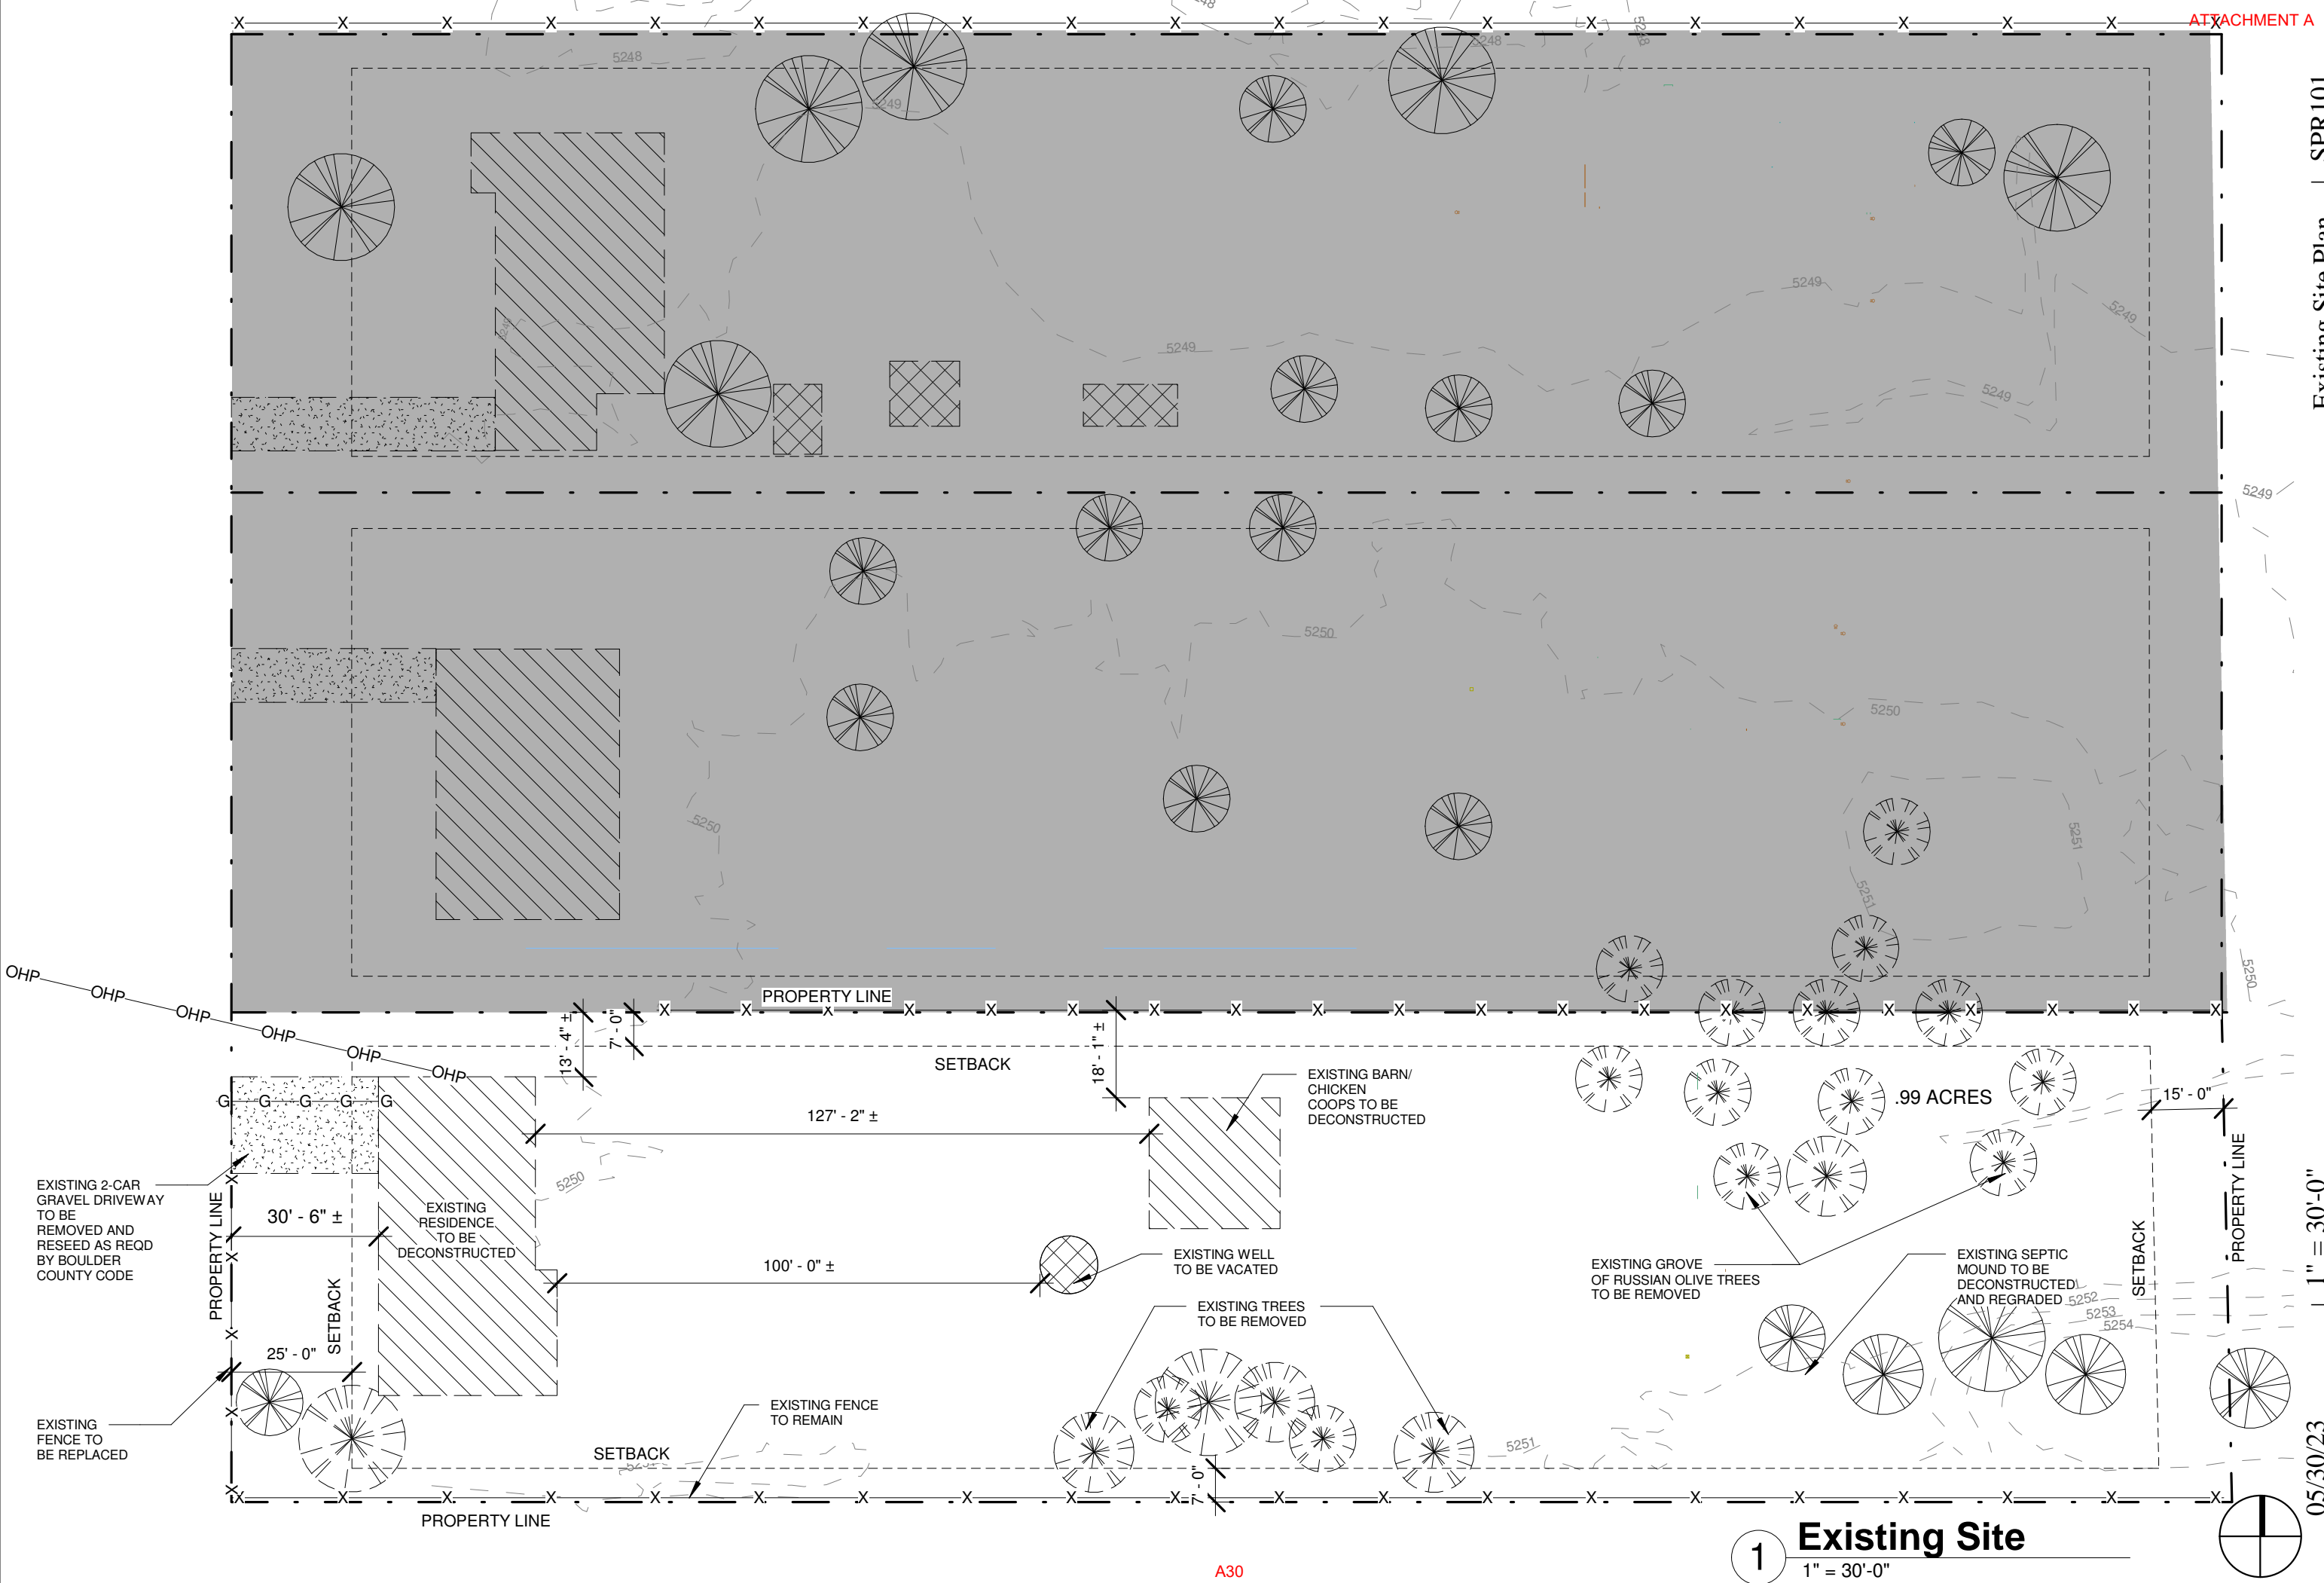 ATTACHMENT A
5248
5248
5248
5248
5249
SPR101
Existing Site Plan
5249
5249
5249
5249
5249
5249
5250
5250
5250
5251
5251
5250
OHP
OHP
OHP
OHP
OHP
OHP
PROPERTY LINE
13' - 4" ±
7' - 0"
18' - 1" ±
SETBACK
EXISTING BARN/
CHICKEN
COOPS TO BE
DECONSTRUCTED
.99 ACRES
15' - 0"
G G G G G
127' - 2" ±
EXISTING 2-CAR
GRAVEL DRIVEWAY
TO BE
REMOVED AND
RESEED AS REQD
BY BOULDER
COUNTY CODE
PROPERTY LINE
30' - 6" ±
EXISTING
RESIDENCE
TO BE
DECONSTRUCTED
5250
SETBACK
100' - 0" ±
EXISTING WELL
TO BE VACATED
EXISTING TREES
TO BE REMOVED
EXISTING GROVE
OF RUSSIAN OLIVE TREES
TO BE REMOVED
EXISTING SEPTIC
MOUND TO BE
DECONSTRUCTED
AND REGRADED
5252
5253
5254
SETBACK
PROPERTY LINE
1" = 30'-0"
25' - 0"
EXISTING
FENCE TO
BE REPLACED
EXISTING FENCE
TO REMAIN
SETBACK
5251
7' - 0"
PROPERTY LINE
05/30/23
1
Existing Site
1" = 30'-0"
A30